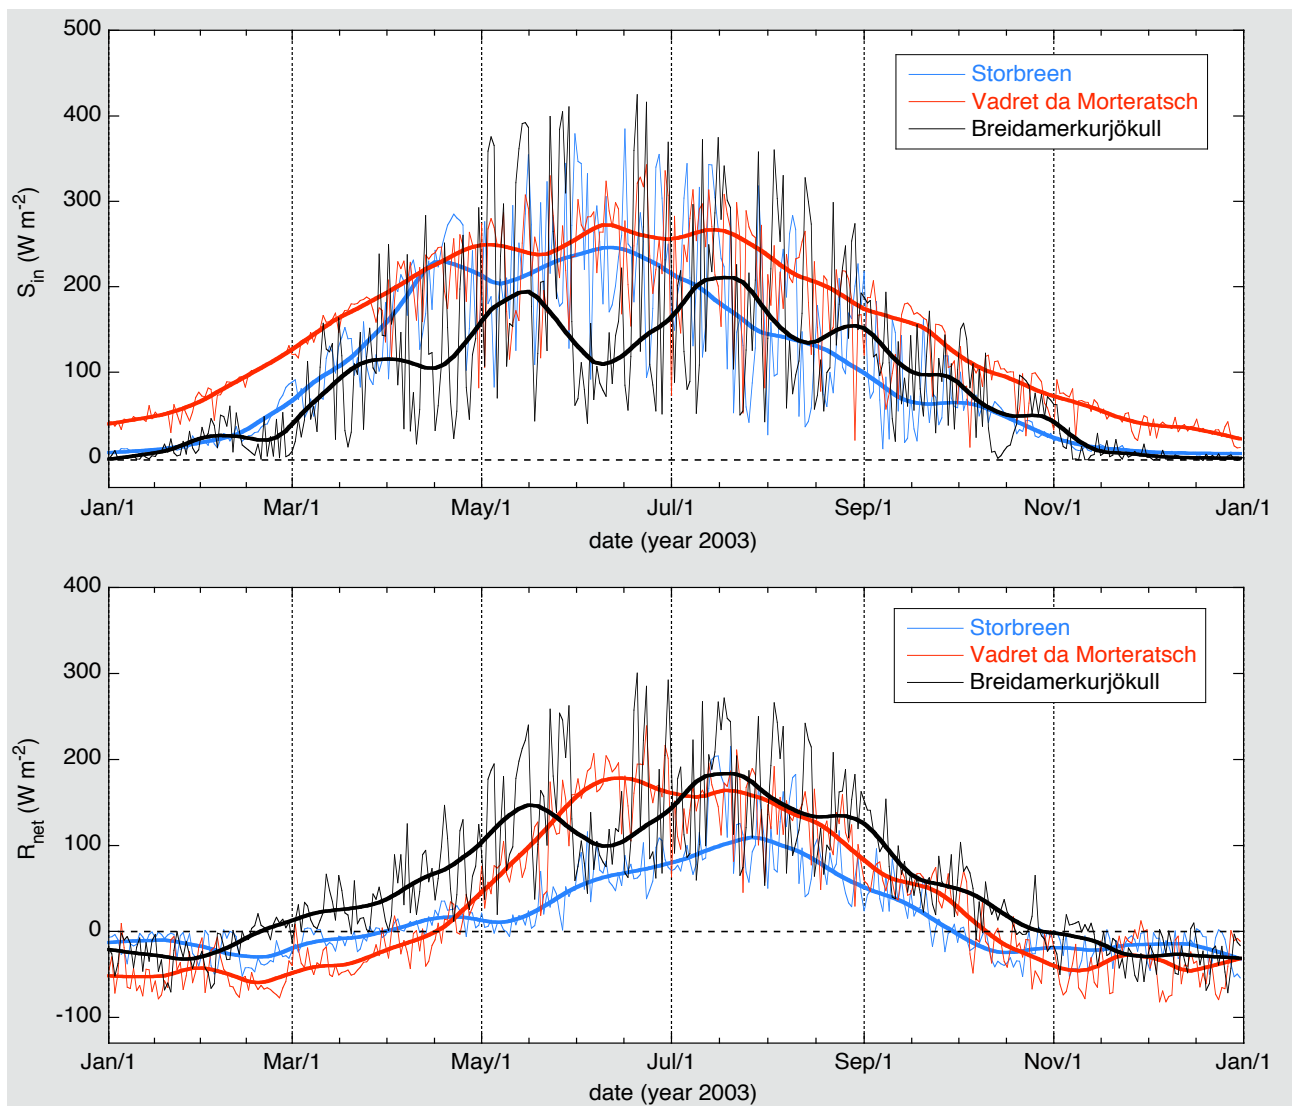 500
400
300
200
100
0
S_in (W m^-2)
Storbreen
Vadret da Morteratsch
Breidamerkurjökull
Jan/1 Mar/1 May/1 Jul/1 Sep/1 Nov/1 Jan/1
date (year 2003)
400
300
200
100
0
-100
R_net (W m^-2)
Storbreen
Vadret da Morteratsch
Breidamerkurjökull
Jan/1 Mar/1 May/1 Jul/1 Sep/1 Nov/1 Jan/1
date (year 2003)